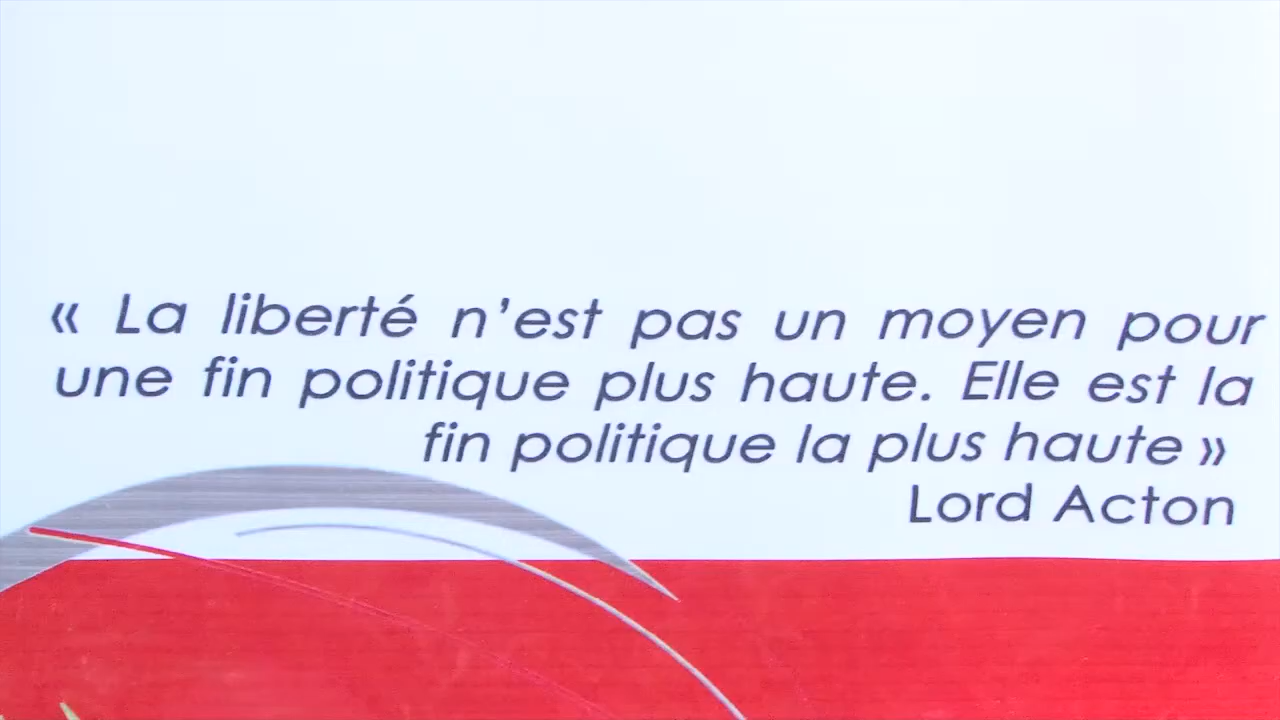 « La liberté n’est pas un moyen pour
une fin politique plus haute. Elle est la
fin politique la plus haute »
Lord Acton